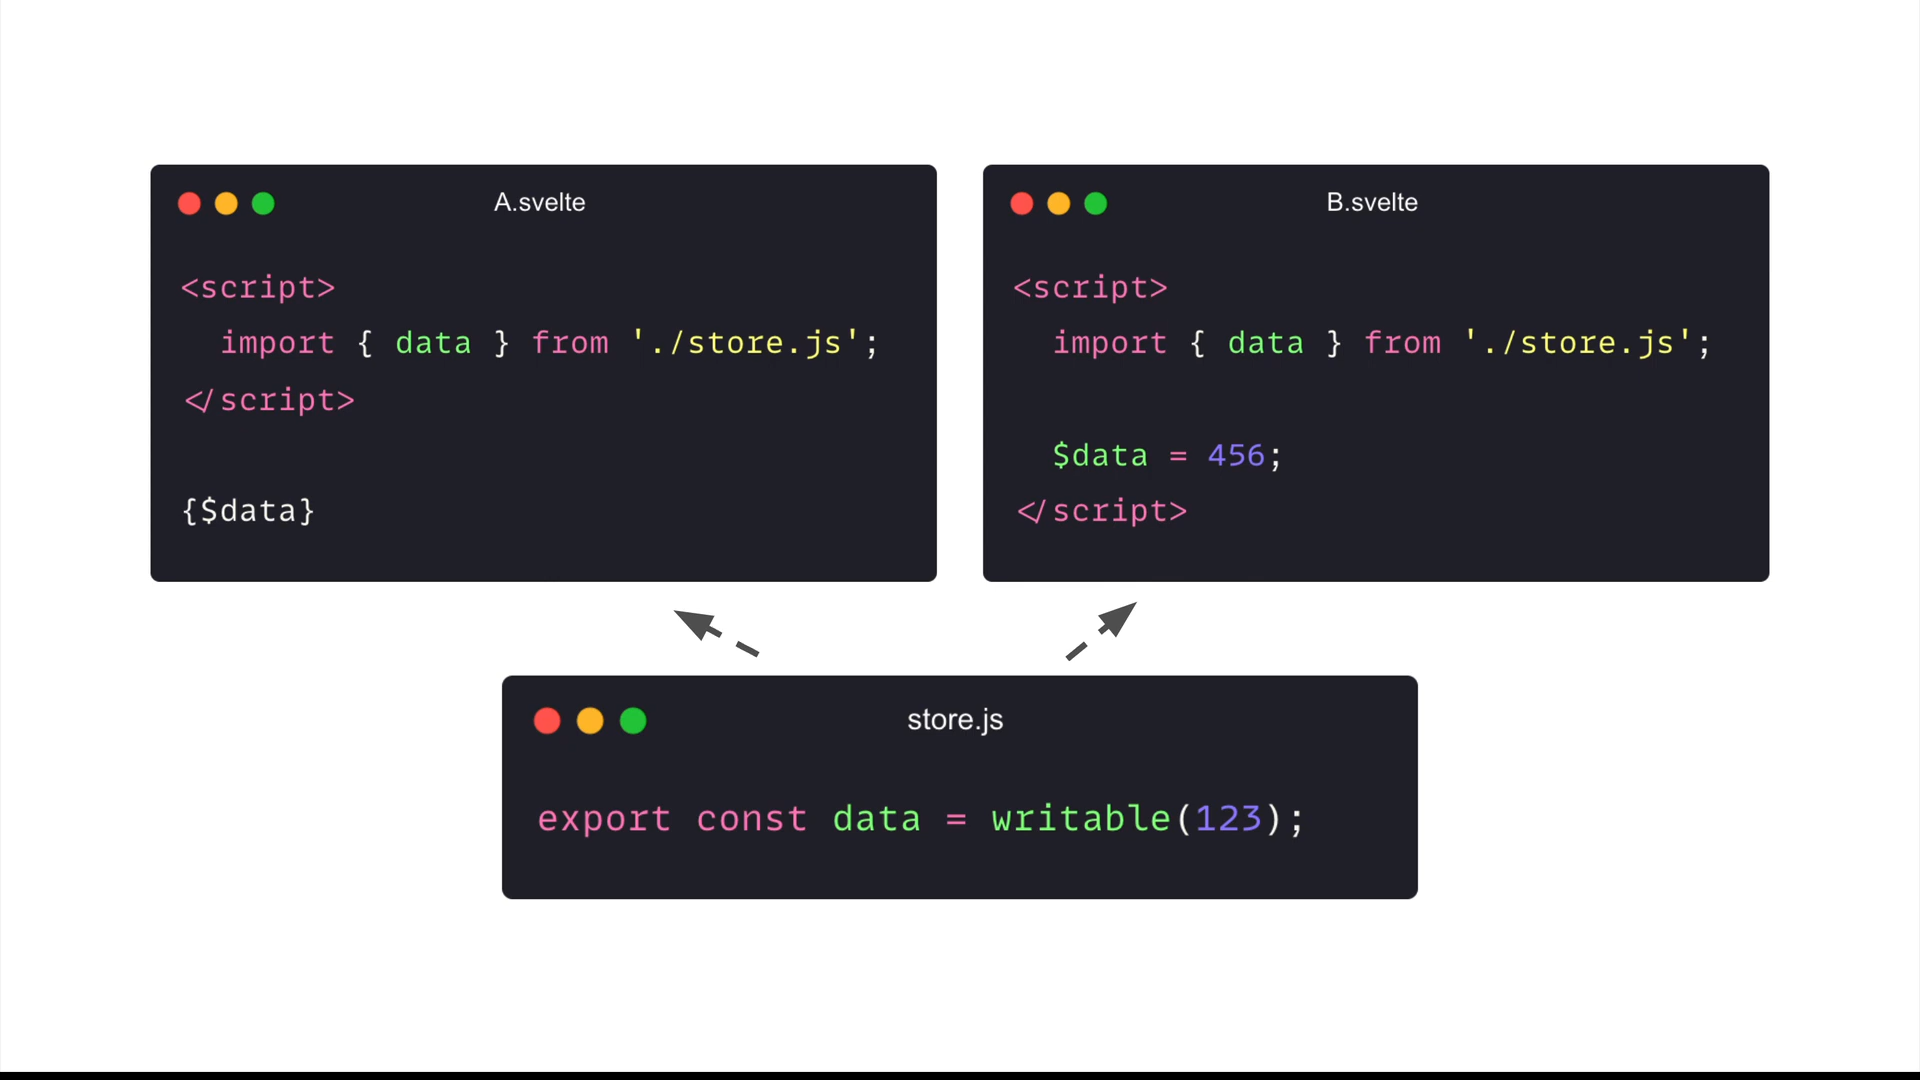 A.svelte
<script>
import { data } from './store.js';
</script>
{$data}
B.svelte
<script>
import { data } from './store.js';
$data = 456;
</script>
store.js
export const data = writable(123);